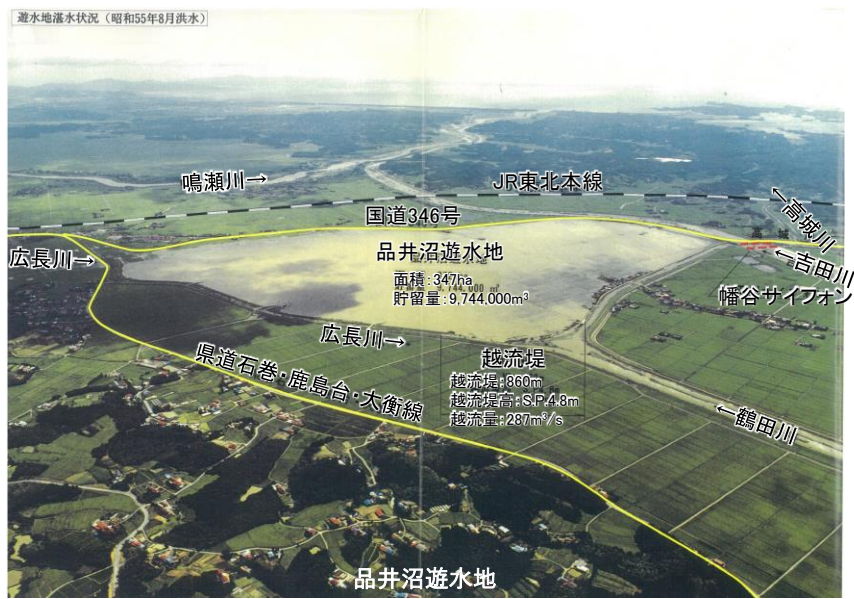 遊水地湛水状況（昭和55年8月洪水）
鳴瀬川→
JR東北本線
国道346号
←高城川
広長川→
品井沼遊水地
面積：347ha
貯留量：9,744,000m³
←吉田川
幡谷サイフォン
広長川→
越流堤
越流堤：860m
越流堤高：S.P.4.8m
越流量：287m³/s
県道石巻・鹿島台・大衡線
←鶴田川
品井沼遊水地